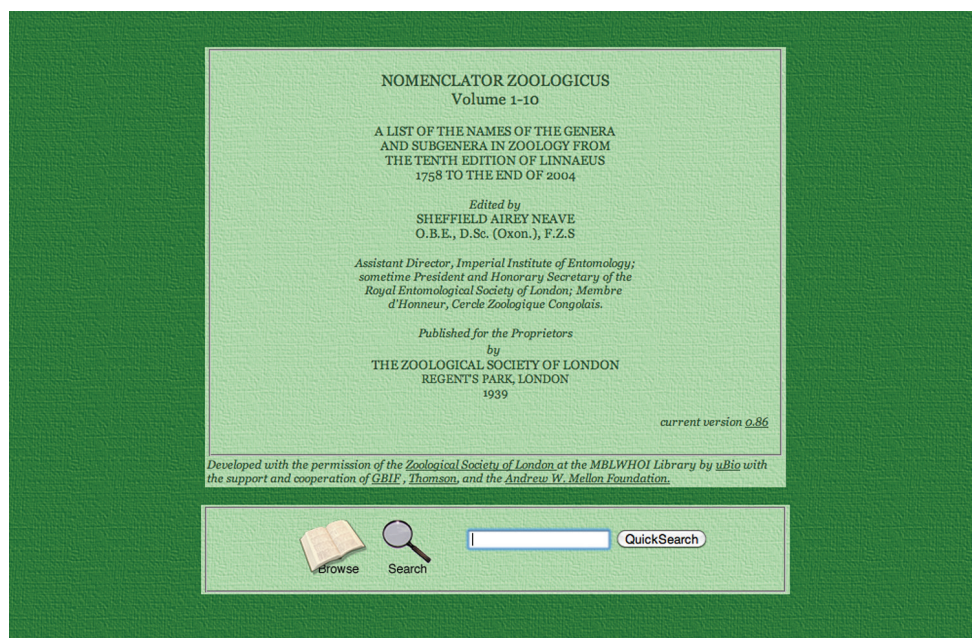 NOMENCLATOR ZOOLOGICUS
Volume 1-10
A LIST OF THE NAMES OF THE GENERA
AND SUBGENERA IN ZOOLOGY FROM
THE TENTH EDITION OF LINNAEUS
1758 TO THE END OF 2004
Edited by
SHEFFIELD AIREY NEAVE
O.B.E., D.Sc. (Oxon.), F.Z.S
Assistant Director, Imperial Institute of Entomology;
sometime President and Honorary Secretary of the
Royal Entomological Society of London; Membre
d'Honneur, Cercle Zoologique Congolais.
Published for the Proprietors
by
THE ZOOLOGICAL SOCIETY OF LONDON
REGENT'S PARK, LONDON
1939
current version 0.86
Developed with the permission of the Zoological Society of London at the MBLWHOI Library by uBio with
the support and cooperation of GBIF , Thomson, and the Andrew W. Mellon Foundation.
QuickSearch
Browse Search